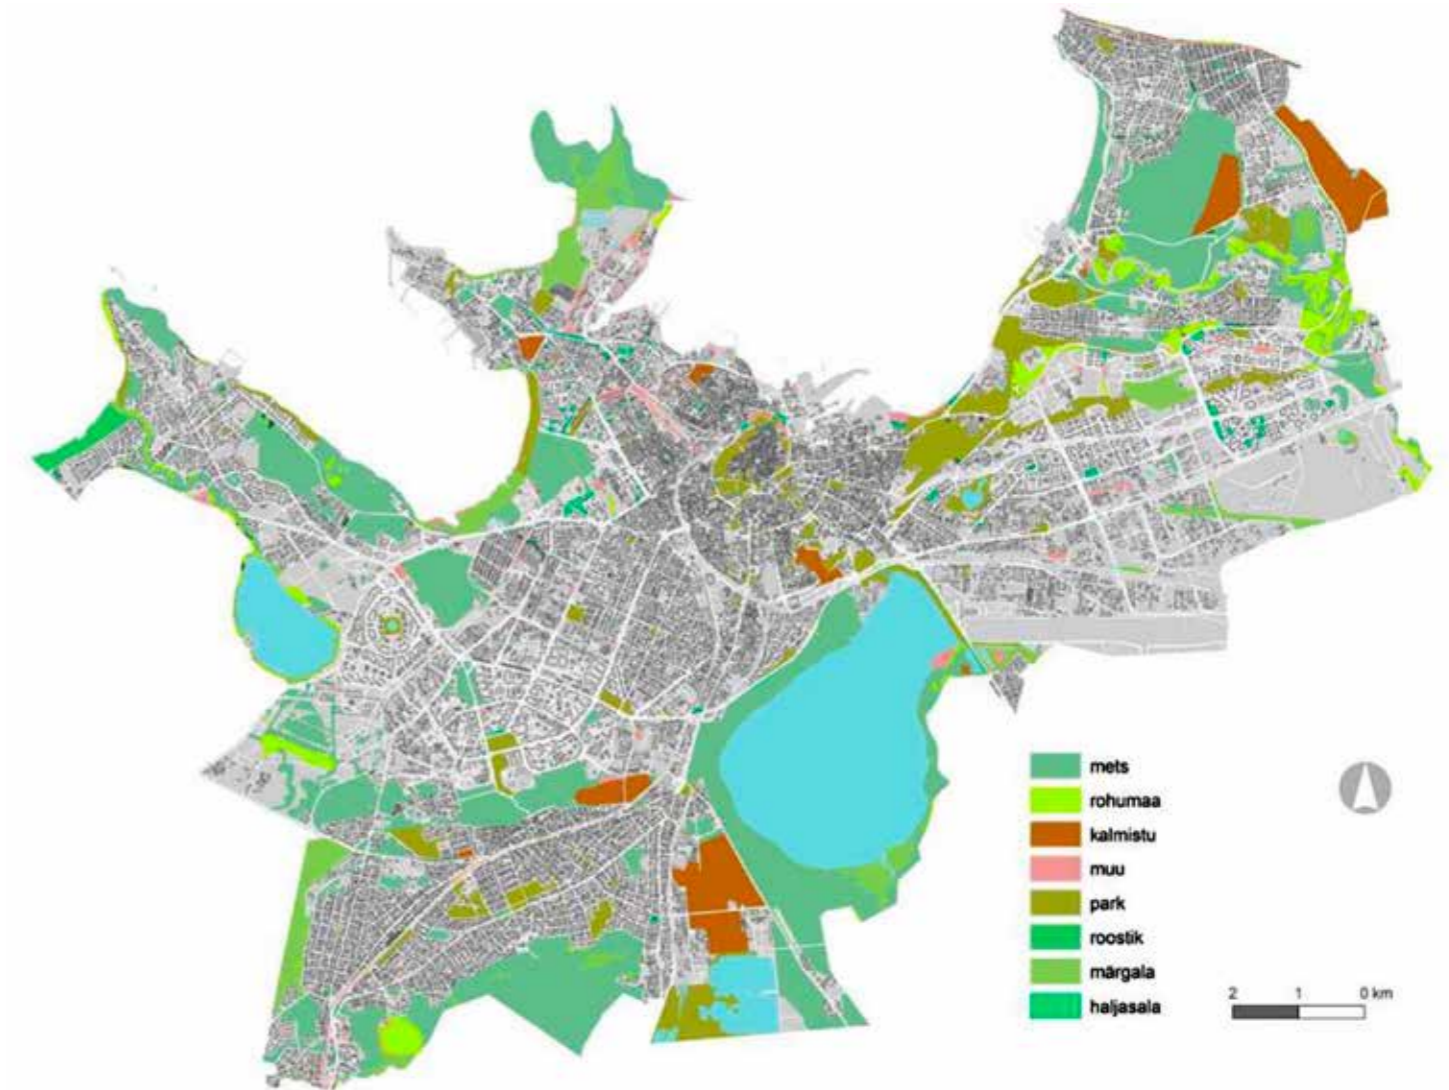 mets
rohumaa
kalmistu
muu
park
roostik
märgala
haljasala
2 1 0 km